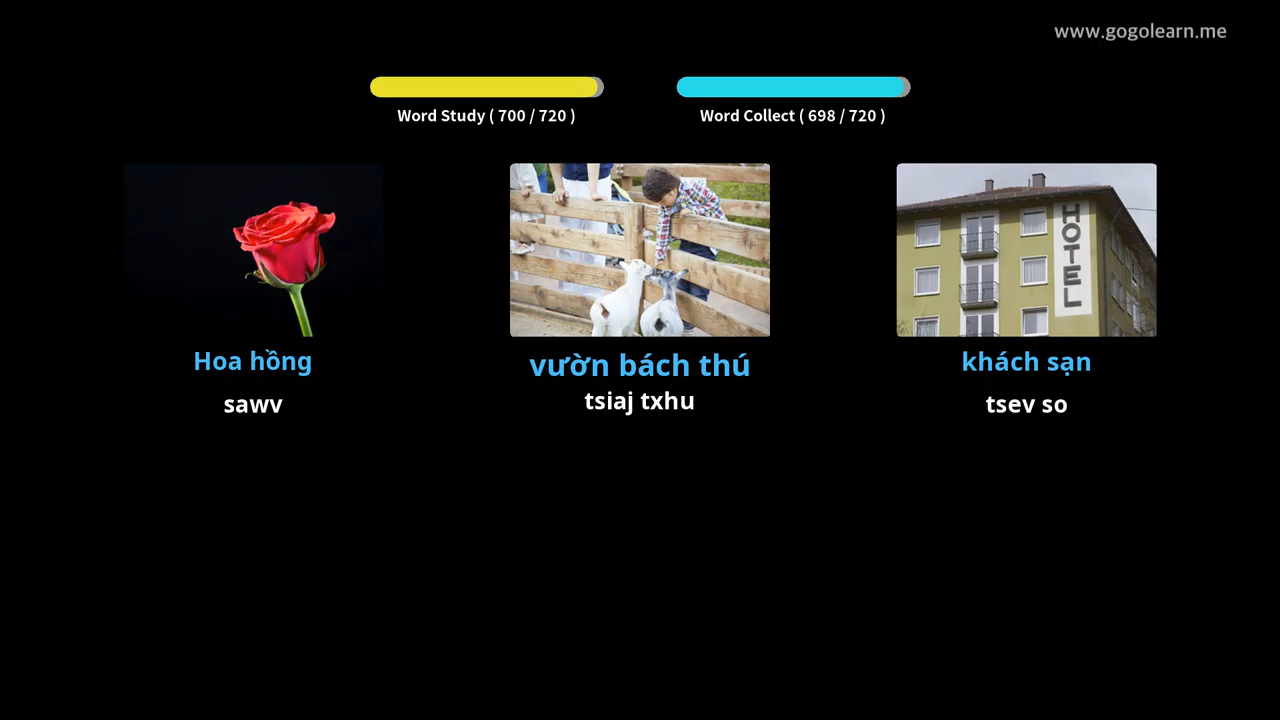 www.gogolearn.me
Word Study ( 700 / 720 )
Word Collect ( 698 / 720 )
HOTEL
Hoa hồng
vườn bách thú
khách sạn
sawv
tsiaj txhu
tsev so